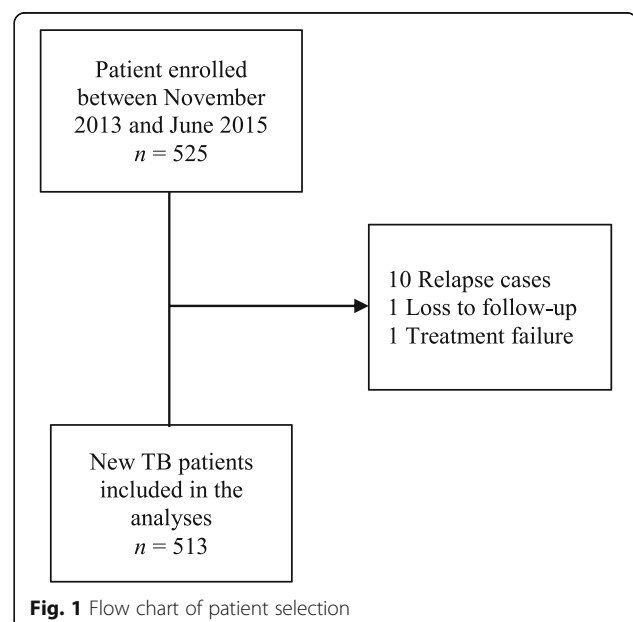 Patient enrolled
between November
2013 and June 2015
n = 525
10 Relapse cases
1 Loss to follow-up
1 Treatment failure
New TB patients
included in the
analyses
n = 513
Fig. 1 Flow chart of patient selection